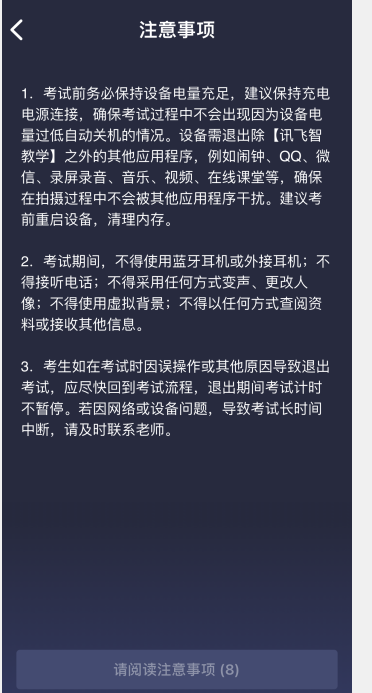 注意事项
1. 考试前务必保持设备电量充足，建议保持充电
电源连接，确保考试过程中不会出现因为设备电
量过低自动关机的情况。设备需退出除【讯飞智
教学】之外的其他应用程序，例如闹钟、QQ、微
信、录屏录音、音乐、视频、在线课堂等，确保
在拍摄过程中不会被其他应用程序干扰。建议考
前重启设备，清理内存。
2. 考试期间，不得使用蓝牙耳机或外接耳机；不
得接听电话；不得采用任何方式变声、更改人
像；不得使用虚拟背景；不得以任何方式查阅资
料或接收其他信息。
3. 考生如在考试时因误操作或其他原因导致退出
考试，应尽快回到考试流程，退出期间考试计时
不暂停。若因网络或设备问题，导致考试长时间
中断，请及时联系老师。
请阅读注意事项 (8)